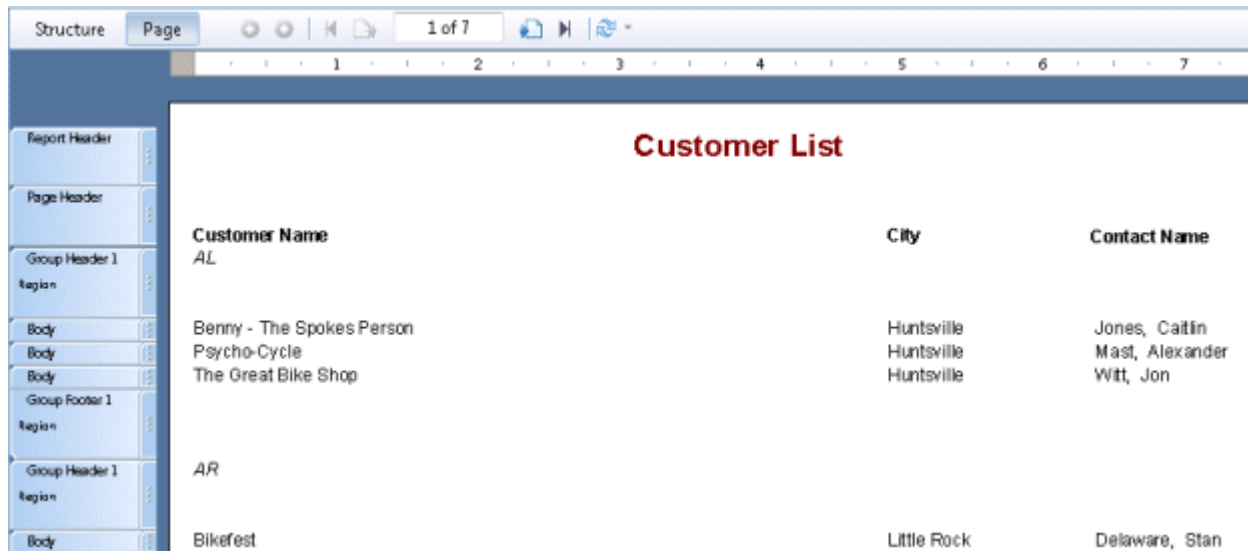 Structure Page 1 of 7
1 2 3 4 5 6 7
Report Header
Customer List
Page Header
Customer Name City Contact Name
Group Header 1 AL
Region
Body Benny - The Spokes Person Huntsville Jones, Caitlin
Body Psycho-Cycle Huntsville Mast, Alexander
Body The Great Bike Shop Huntsville Witt, Jon
Group Footer 1
Region
Group Header 1 AR
Region
Body Bikefest Little Rock Delaware, Stan